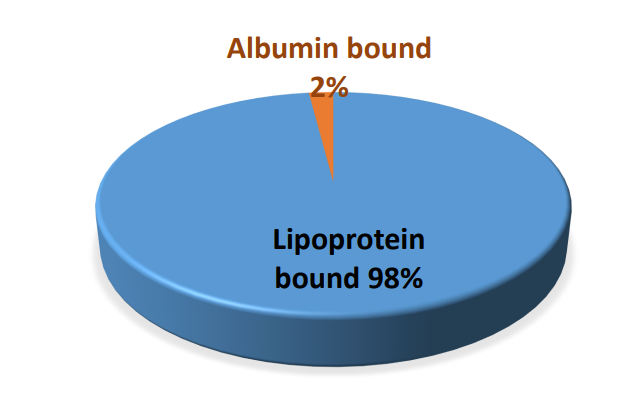 Albumin bound
2%
Lipoprotein
bound 98%